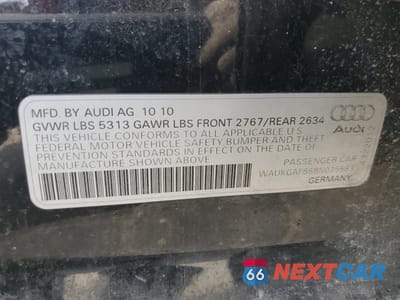 MFD. BY AUDI AG 10 10
GVWR LBS 5313 GAWR LBS FRONT 2767/REAR 2634
THIS VEHICLE CONFORMS TO ALL APPLICABLE U.S.
FEDERAL MOTOR VEHICLE SAFETY BUMPER AND THEFT
PREVENTION STANDARDS IN EFFECT ON THE DATE OF
MANUFACTURE SHOWN ABOVE.
Audi
PASSENGER CAR
GERMANY
66 NEXTCAR